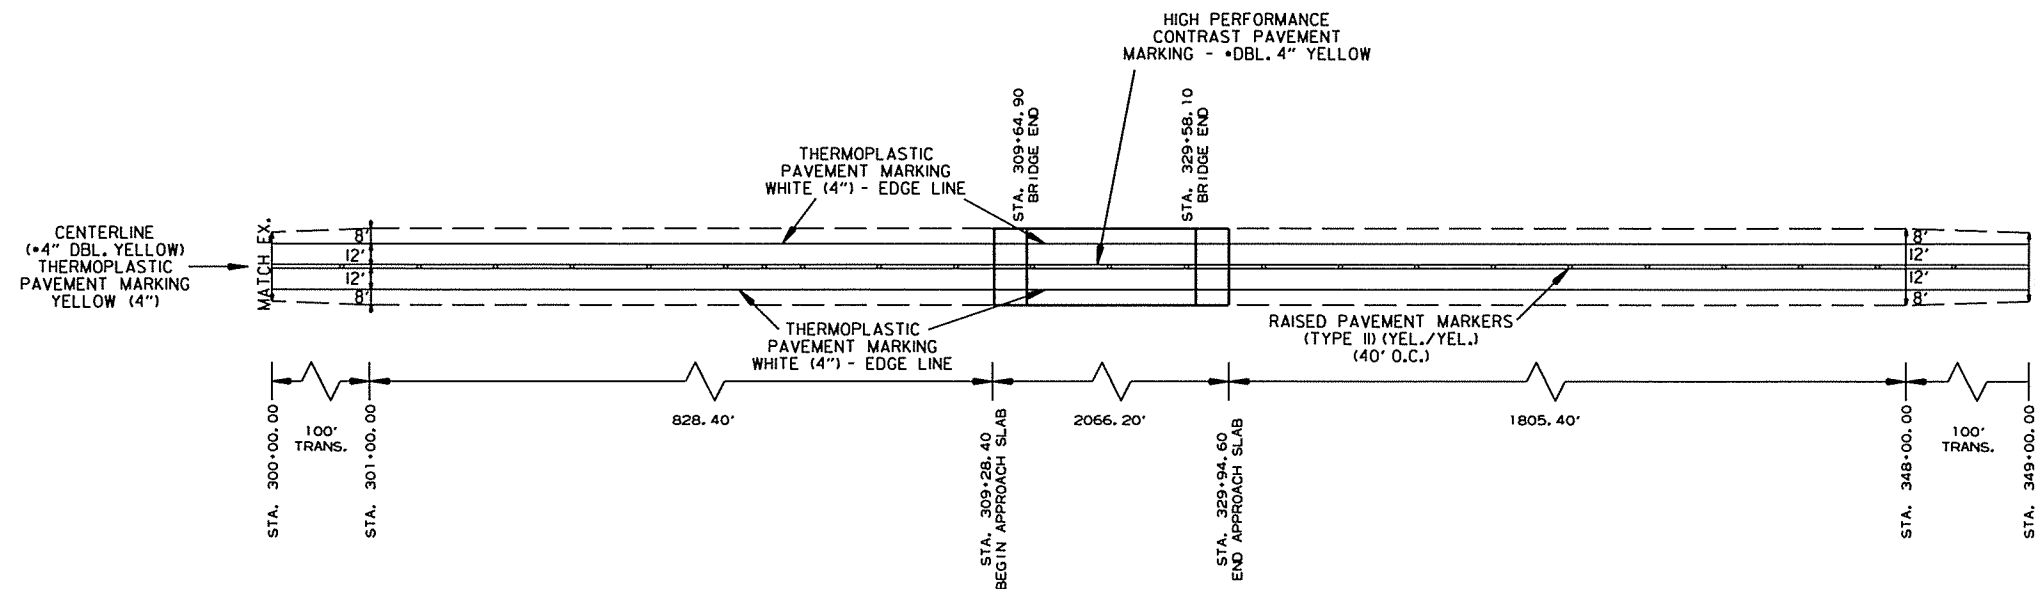 HIGH PERFORMANCE
CONTRAST PAVEMENT
MARKING - •DBL. 4" YELLOW
STA. 309+64.90
BRIDGE END
STA. 329+58.10
BRIDGE END
THERMOPLASTIC
PAVEMENT MARKING
WHITE (4") - EDGE LINE
CENTERLINE
(•4" DBL. YELLOW)
THERMOPLASTIC
PAVEMENT MARKING
YELLOW (4")
MATCH EX.
8'
12'
12'
8'
8'
12'
12'
8'
THERMOPLASTIC
PAVEMENT MARKING
WHITE (4") - EDGE LINE
RAISED PAVEMENT MARKERS
(TYPE II) (YEL./YEL.)
(40' O.C.)
100'
TRANS.
828.40'
2066.20'
1805.40'
100'
TRANS.
STA. 300+00.00
STA. 301+00.00
STA. 309+28.40
BEGIN APPROACH SLAB
STA. 329+94.60
END APPROACH SLAB
STA. 348+00.00
STA. 349+00.00